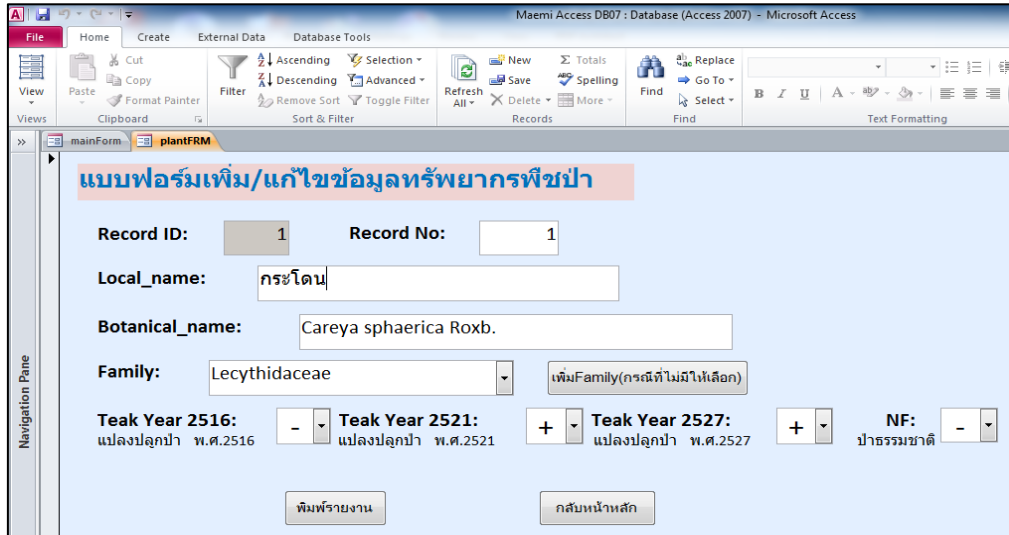 Maemi Access DB07 : Database (Access 2007) - Microsoft Access
File Home Create External Data Database Tools
View
Paste
Cut
Copy
Format Painter
Filter
Ascending
Descending
Remove Sort
Selection
Advanced
Toggle Filter
Refresh All
New
Save
Delete
Totals
Spelling
More
Find
Replace
Go To
Select
B I U A ab
Views Clipboard Sort & Filter Records Find Text Formatting
mainForm plantFRM
Navigation Pane
แบบฟอร์มเพิ่ม/แก้ไขข้อมูลทรัพยากรพืชป่า
Record ID: 1 Record No: 1
Local_name: กระโดน
Botanical_name: Careya sphaerica Roxb.
Family: Lecythidaceae เพิ่มFamily(กรณีที่ไม่มีให้เลือก)
Teak Year 2516: - Teak Year 2521: + Teak Year 2527: + NF: -
แปลงปลูกป่า พ.ศ.2516 แปลงปลูกป่า พ.ศ.2521 แปลงปลูกป่า พ.ศ.2527 ป่าธรรมชาติ
พิมพ์รายงาน กลับหน้าหลัก